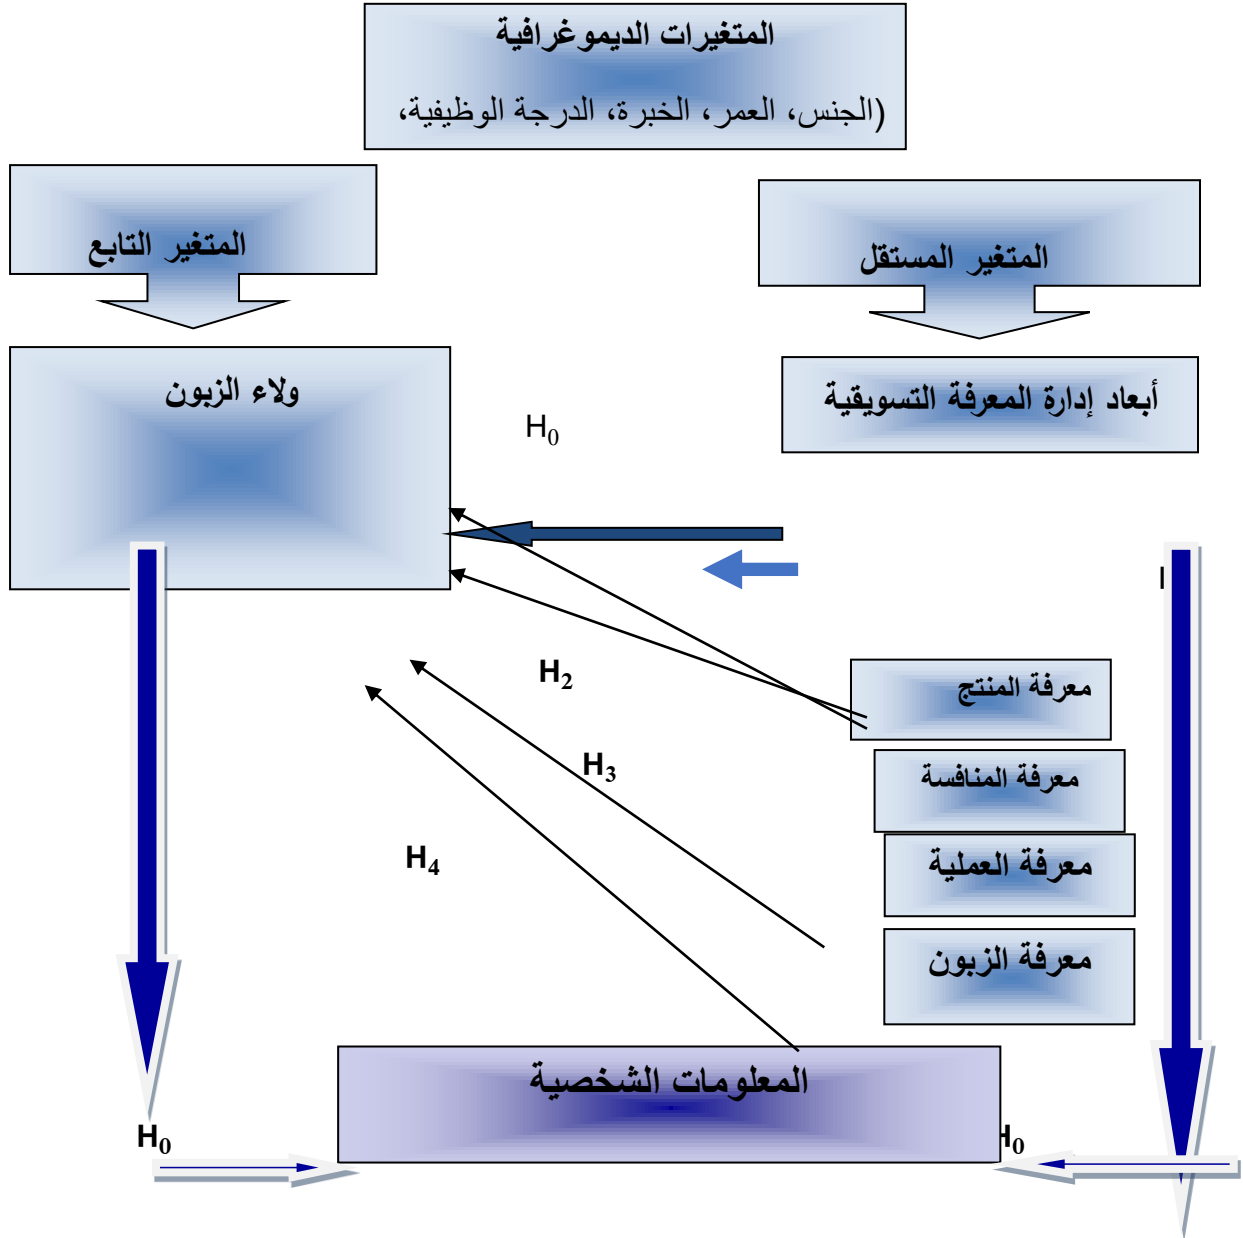 المتغيرات الديموغرافية
(الجنس، العمر، الخبرة، الدرجة الوظيفية،
المتغير المستقل
المتغير التابع
أبعاد إدارة المعرفة التسويقية
ولاء الزبون
H0
H2
معرفة المنتج
H3
معرفة المنافسة
H4
معرفة العملية
معرفة الزبون
المعلومات الشخصية
H0
H0